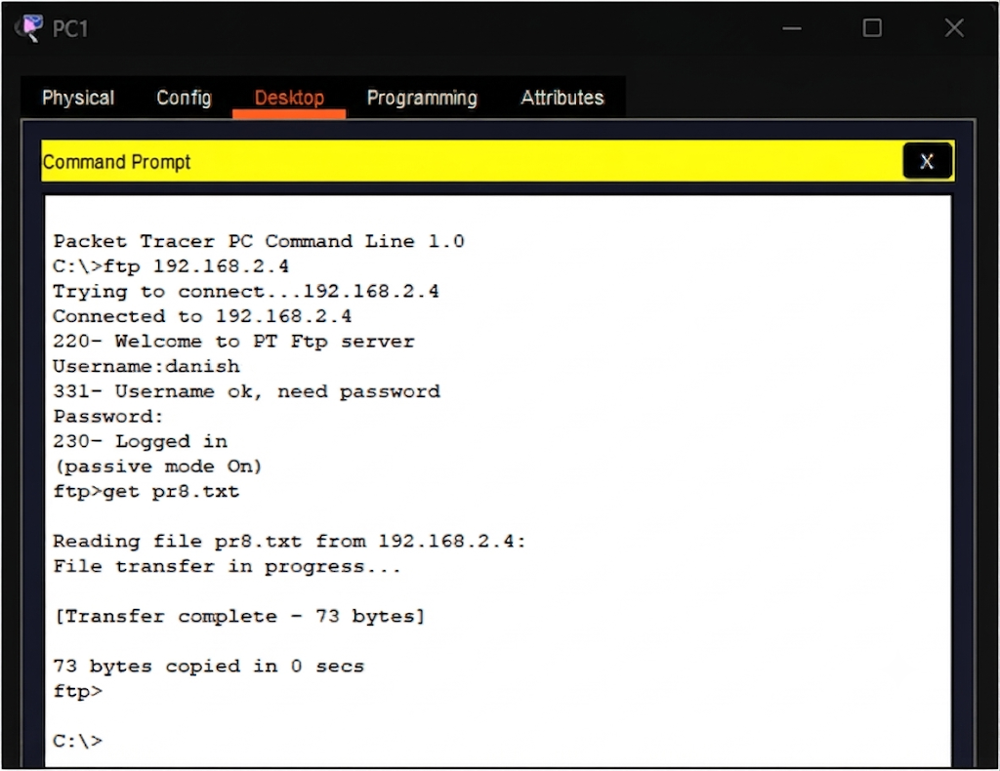 PC1
Physical Config Desktop Programming Attributes
Command Prompt
X
Packet Tracer PC Command Line 1.0
C:\>ftp 192.168.2.4
Trying to connect...192.168.2.4
Connected to 192.168.2.4
220- Welcome to PT Ftp server
Username:danish
331- Username ok, need password
Password:
230- Logged in
(passive mode On)
ftp>get pr8.txt
Reading file pr8.txt from 192.168.2.4:
File transfer in progress...
[Transfer complete - 73 bytes]
73 bytes copied in 0 secs
ftp>
C:\>